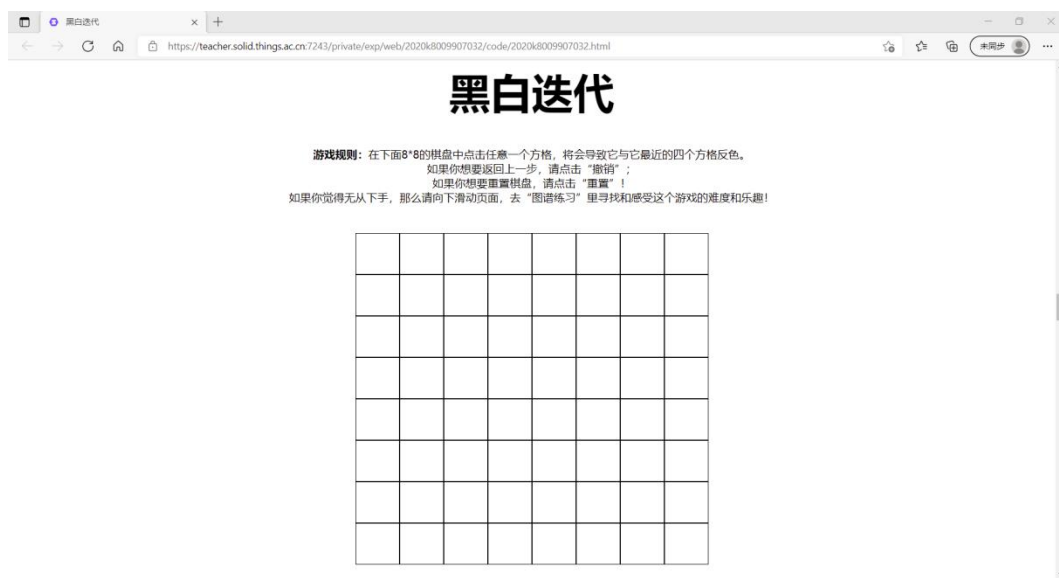 黑白迭代
https://teacher.solid.things.ac.cn:7243/private/exp/web/2020k8009907032/code/2020k8009907032.html
未同步
黑白迭代
游戏规则：在下面8*8的棋盘中点击任意一个方格，将会导致它与它最近的四个方格反色。
如果你想要返回上一步，请点击“撤销”；
如果你想要重置棋盘，请点击“重置”！
如果你觉得无从下手，那么请向下滑动页面，去“图谱练习”里寻找和感受这个游戏的难度和乐趣！